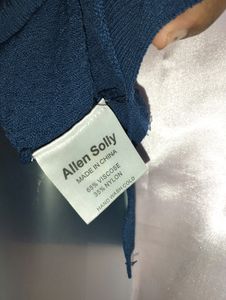 Allen Solly
MADE IN CHINA
65% VISCOSE
35% NYLON
HAND WASH COLD